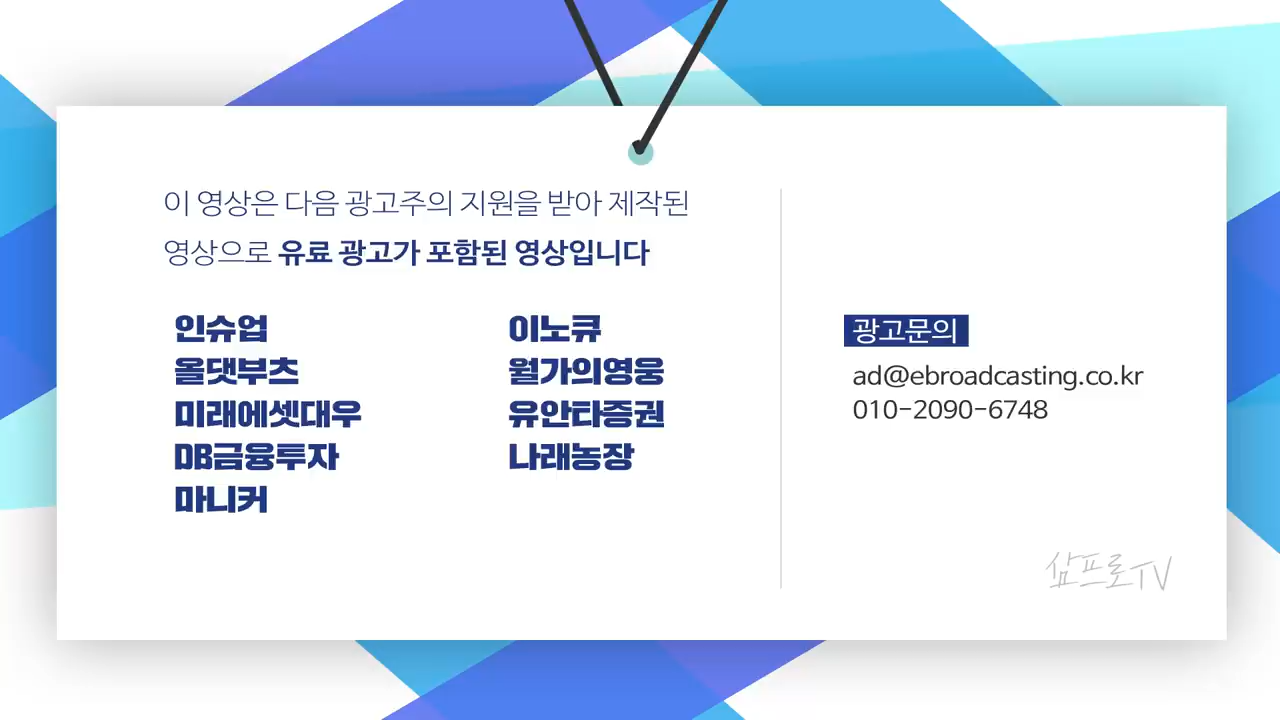 이 영상은 다음 광고주의 지원을 받아 제작된
영상으로 유료 광고가 포함된 영상입니다
인슈업
올댓부츠
미래에셋대우
DB금융투자
마니커
이노큐
월가의영웅
유안타증권
나래농장
광고문의
ad@ebroadcasting.co.kr
010-2090-6748
삼프로TV